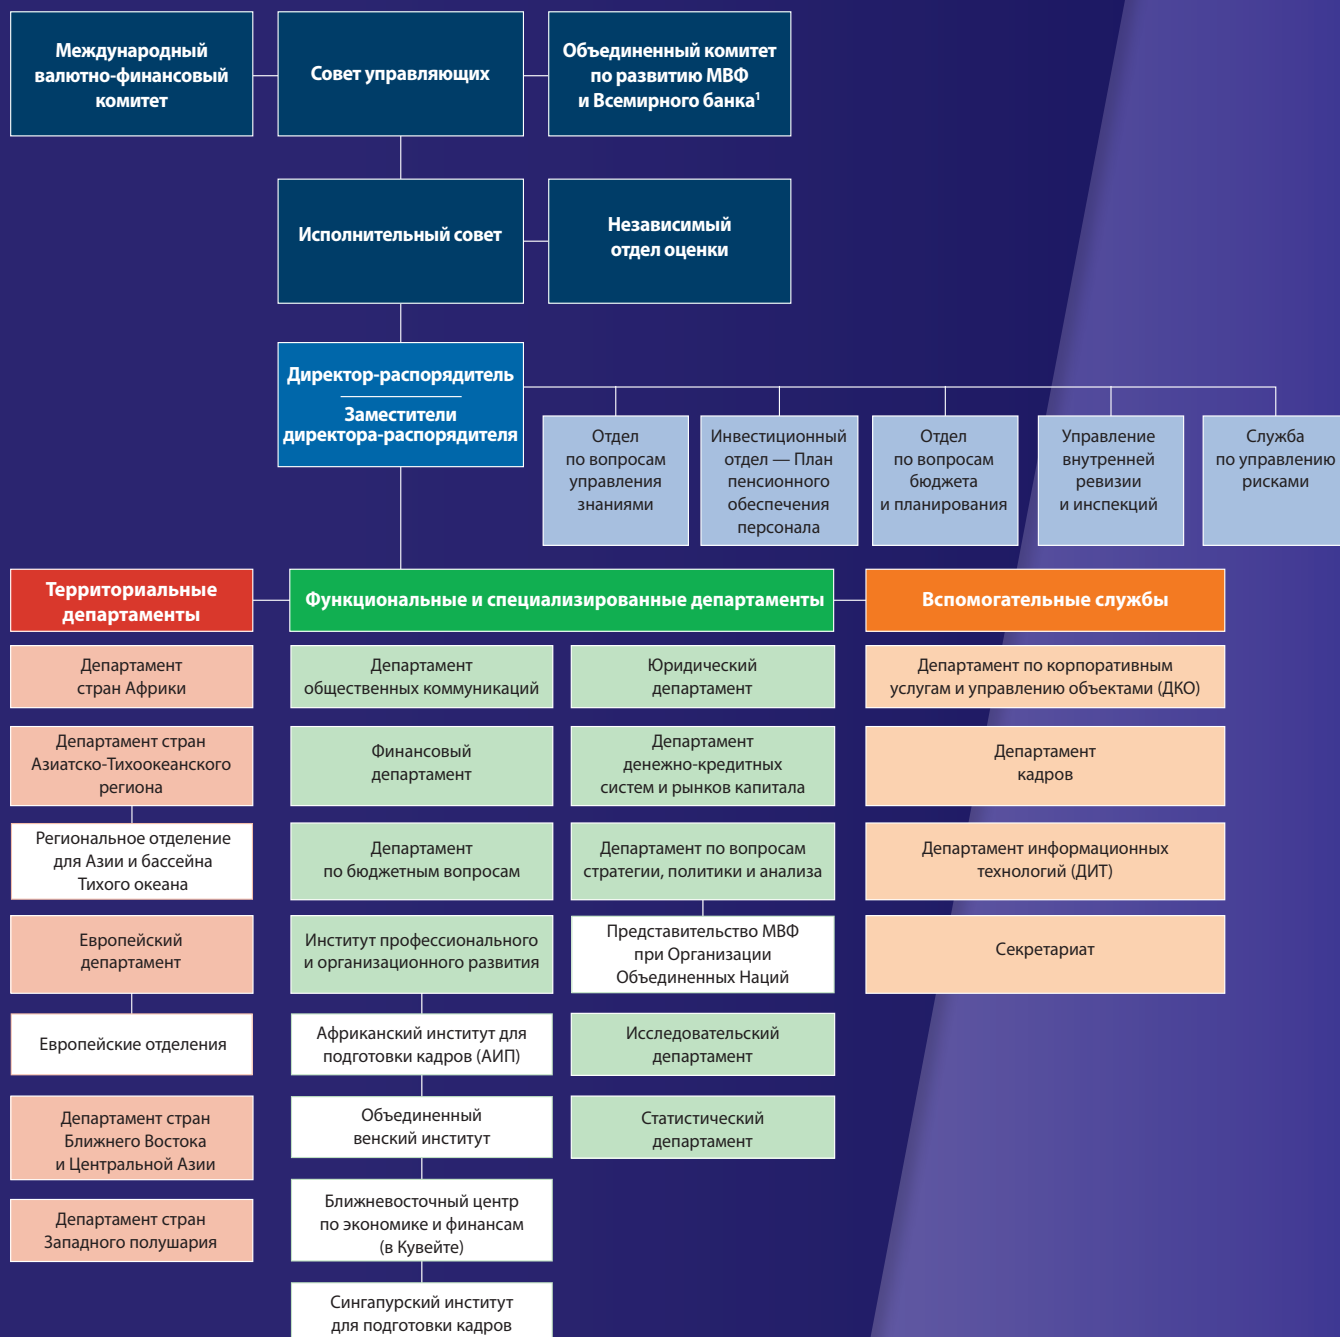 Международный
валютно-финансовый
комитет
Совет управляющих
Объединенный комитет
по развитию МВФ
и Всемирного банка¹
Исполнительный совет
Независимый
отдел оценки
Директор-распорядитель
Заместители
директора-распорядителя
Отдел
по вопросам
управления
знаниями
Инвестиционный
отдел — План
пенсионного
обеспечения
персонала
Отдел
по вопросам
бюджета
и планирования
Управление
внутренней
ревизии
и инспекций
Служба
по управлению
рисками
Территориальные
департаменты
Департамент
стран Африки
Департамент стран
Азиатско-Тихоокеанского
региона
Региональное отделение
для Азии и бассейна
Тихого океана
Европейский
департамент
Европейские отделения
Департамент стран
Ближнего Востока
и Центральной Азии
Департамент стран
Западного полушария
Функциональные и специализированные департаменты
Департамент
общественных коммуникаций
Финансовый
департамент
Департамент
по бюджетным вопросам
Институт профессионального
и организационного развития
Африканский институт для
подготовки кадров (АИП)
Объединенный
венский институт
Ближневосточный центр
по экономике и финансам
(в Кувейте)
Сингапурский институт
для подготовки кадров
Юридический
департамент
Департамент
денежно-кредитных
систем и рынков капитала
Департамент по вопросам
стратегии, политики и анализа
Представительство МВФ
при Организации
Объединенных Наций
Исследовательский
департамент
Статистический
департамент
Вспомогательные службы
Департамент по корпоративным
услугам и управлению объектами (ДКО)
Департамент
кадров
Департамент информационных
технологий (ДИТ)
Секретариат